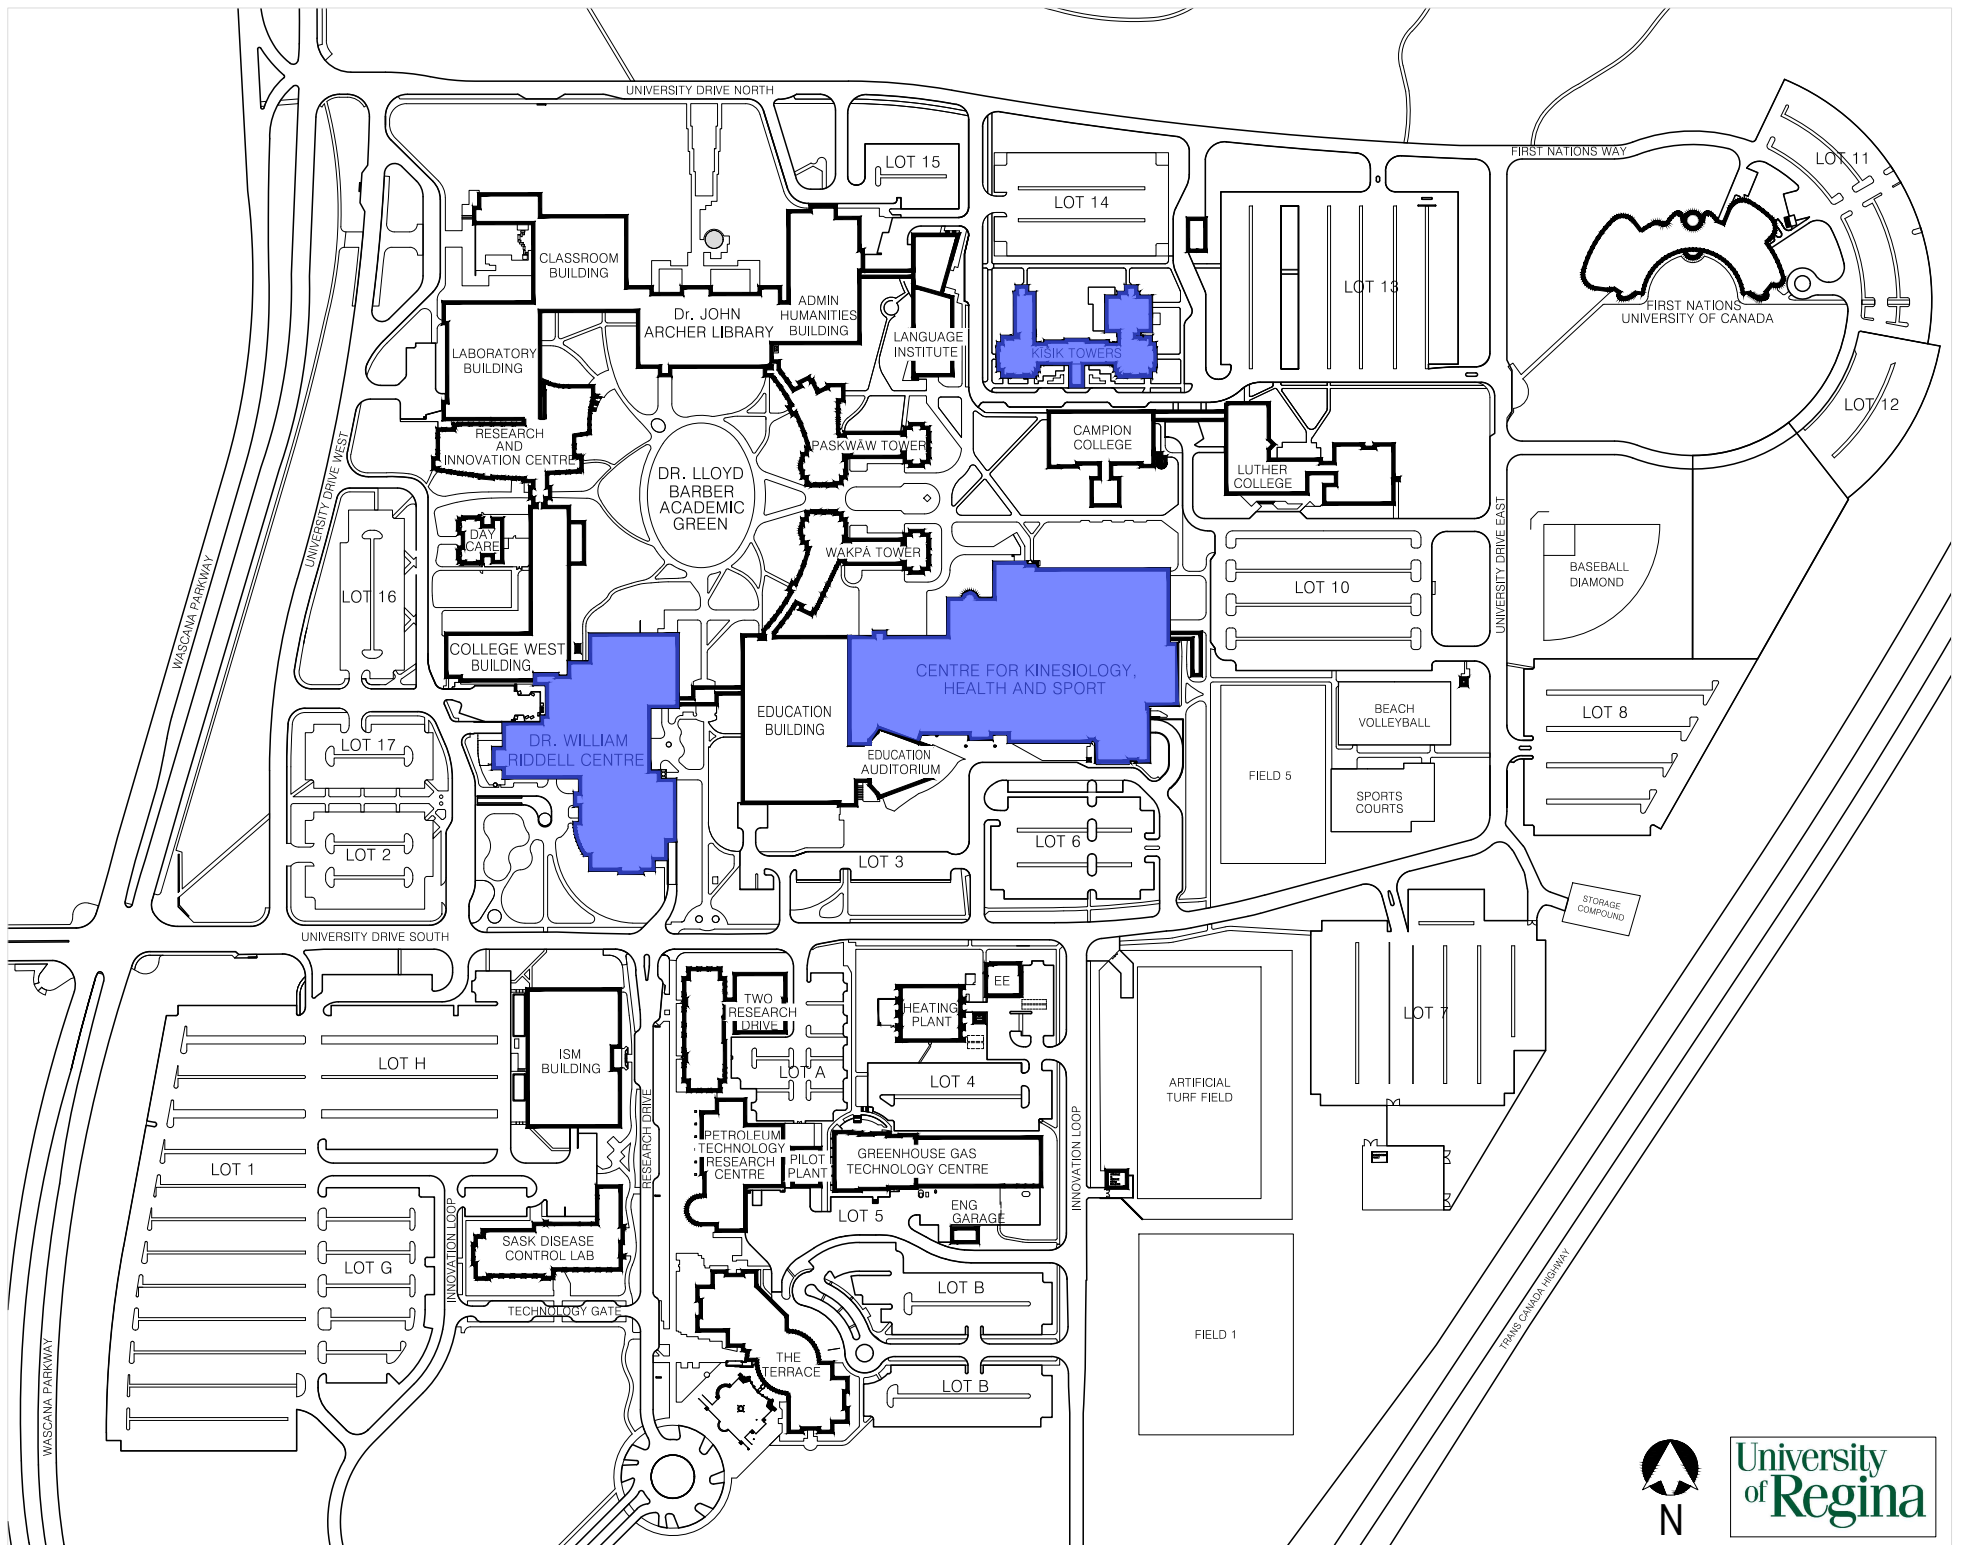 UNIVERSITY DRIVE NORTH
FIRST NATIONS WAY
LOT 15
LOT 11
LOT 14
CLASSROOM
BUILDING
LOT 13
ADMIN
HUMANITIES
BUILDING
Dr. JOHN
ARCHER LIBRARY
FIRST NATIONS
UNIVERSITY OF CANADA
LANGUAGE
INSTITUTE
KĪSIK TOWERS
LABORATORY
BUILDING
LOT 12
RESEARCH
AND
INNOVATION CENTRE
PASKWĀW TOWER
CAMPION
COLLEGE
LUTHER
COLLEGE
DR. LLOYD
BARBER
ACADEMIC
GREEN
UNIVERSITY DRIVE WEST
WASCANA PARKWAY
UNIVERSITY DRIVE EAST
DAY
CARE
WAKPĀ TOWER
BASEBALL
DIAMOND
LOT 16
LOT 10
COLLEGE WEST
BUILDING
CENTRE FOR KINESIOLOGY,
HEALTH AND SPORT
EDUCATION
BUILDING
BEACH
VOLLEYBALL
LOT 8
LOT 17
DR. WILLIAM
RIDDELL CENTRE
EDUCATION
AUDITORIUM
FIELD 5
SPORTS
COURTS
LOT 2
LOT 3
LOT 6
STORAGE
COMPOUND
UNIVERSITY DRIVE SOUTH
TWO
RESEARCH
DRIVE
EE
HEATING
PLANT
LOT 7
LOT H
ISM
BUILDING
LOT A
LOT 4
ARTIFICIAL
TURF FIELD
RESEARCH DRIVE
INNOVATION LOOP
PETROLEUM
TECHNOLOGY
RESEARCH
CENTRE
PILOT
PLANT
GREENHOUSE GAS
TECHNOLOGY CENTRE
LOT 1
LOT 5
ENG
GARAGE
INNOVATION LOOP
SASK DISEASE
CONTROL LAB
LOT G
LOT B
TECHNOLOGY GATE
TRANS CANADA HIGHWAY
FIELD 1
THE
TERRACE
LOT B
WASCANA PARKWAY
N
University
of Regina